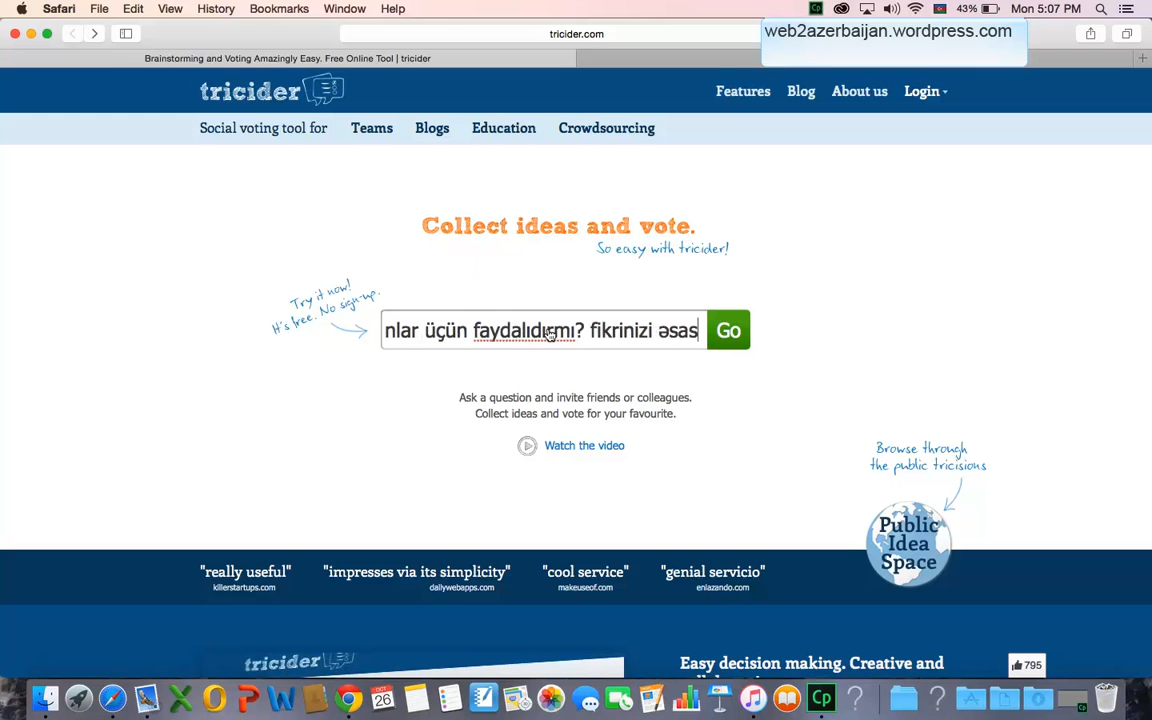 Safari File Edit View History Bookmarks Window Help
43% Mon 5:07 PM
tricider.com
web2azerbaijan.wordpress.com
Brainstorming and Voting Amazingly Easy. Free Online Tool | tricider
tricider
Features Blog About us Login
Social voting tool for Teams Blogs Education Crowdsourcing
Collect ideas and vote.
So easy with tricider!
Try it now!
It's free. No sign-up.
nlar üçün faydalıdırmı? fikrinizi əsas
Go
Ask a question and invite friends or colleagues.
Collect ideas and vote for your favourite.
Watch the video
Browse through
the public tricisions
Public
Idea
Space
"really useful" "impresses via its simplicity" "cool service" "genial servicio"
killerstartups.com dailywebapps.com makeuseof.com enlazando.com
tricider
Easy decision making. Creative and
795
OCT
26